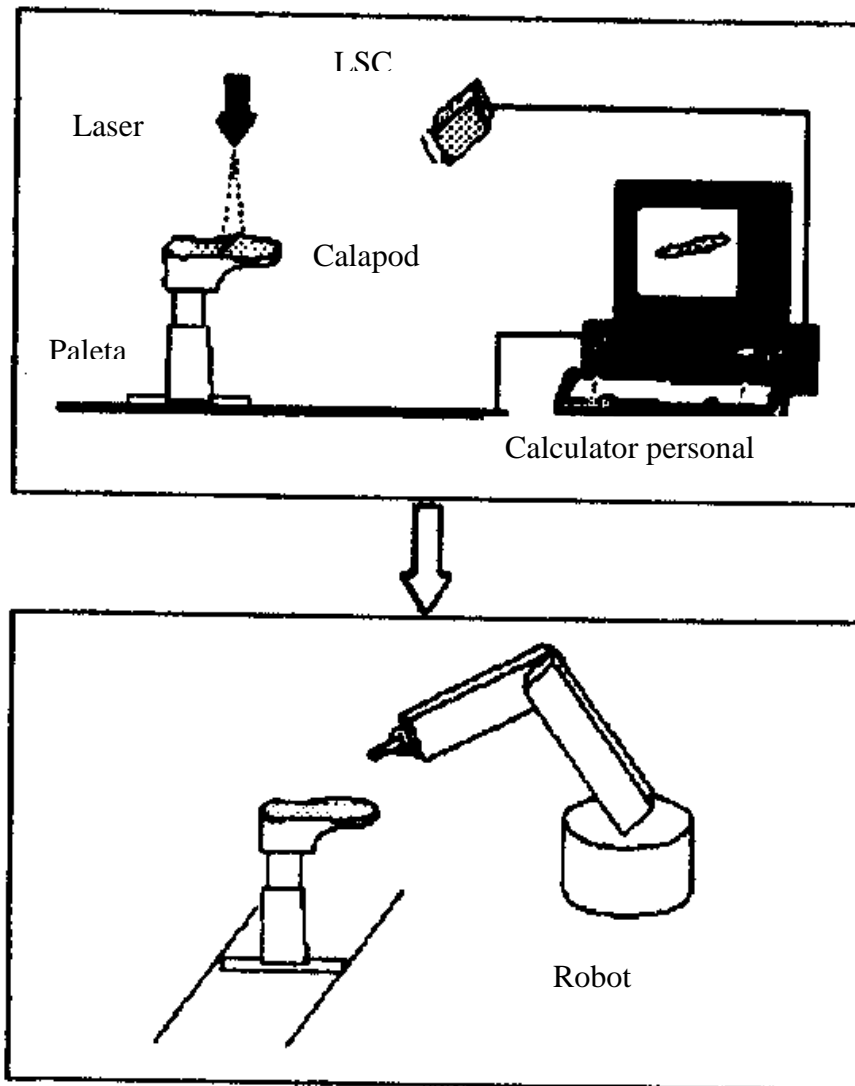 LSC
Laser
Calapod
Paleta
Calculator personal
Robot